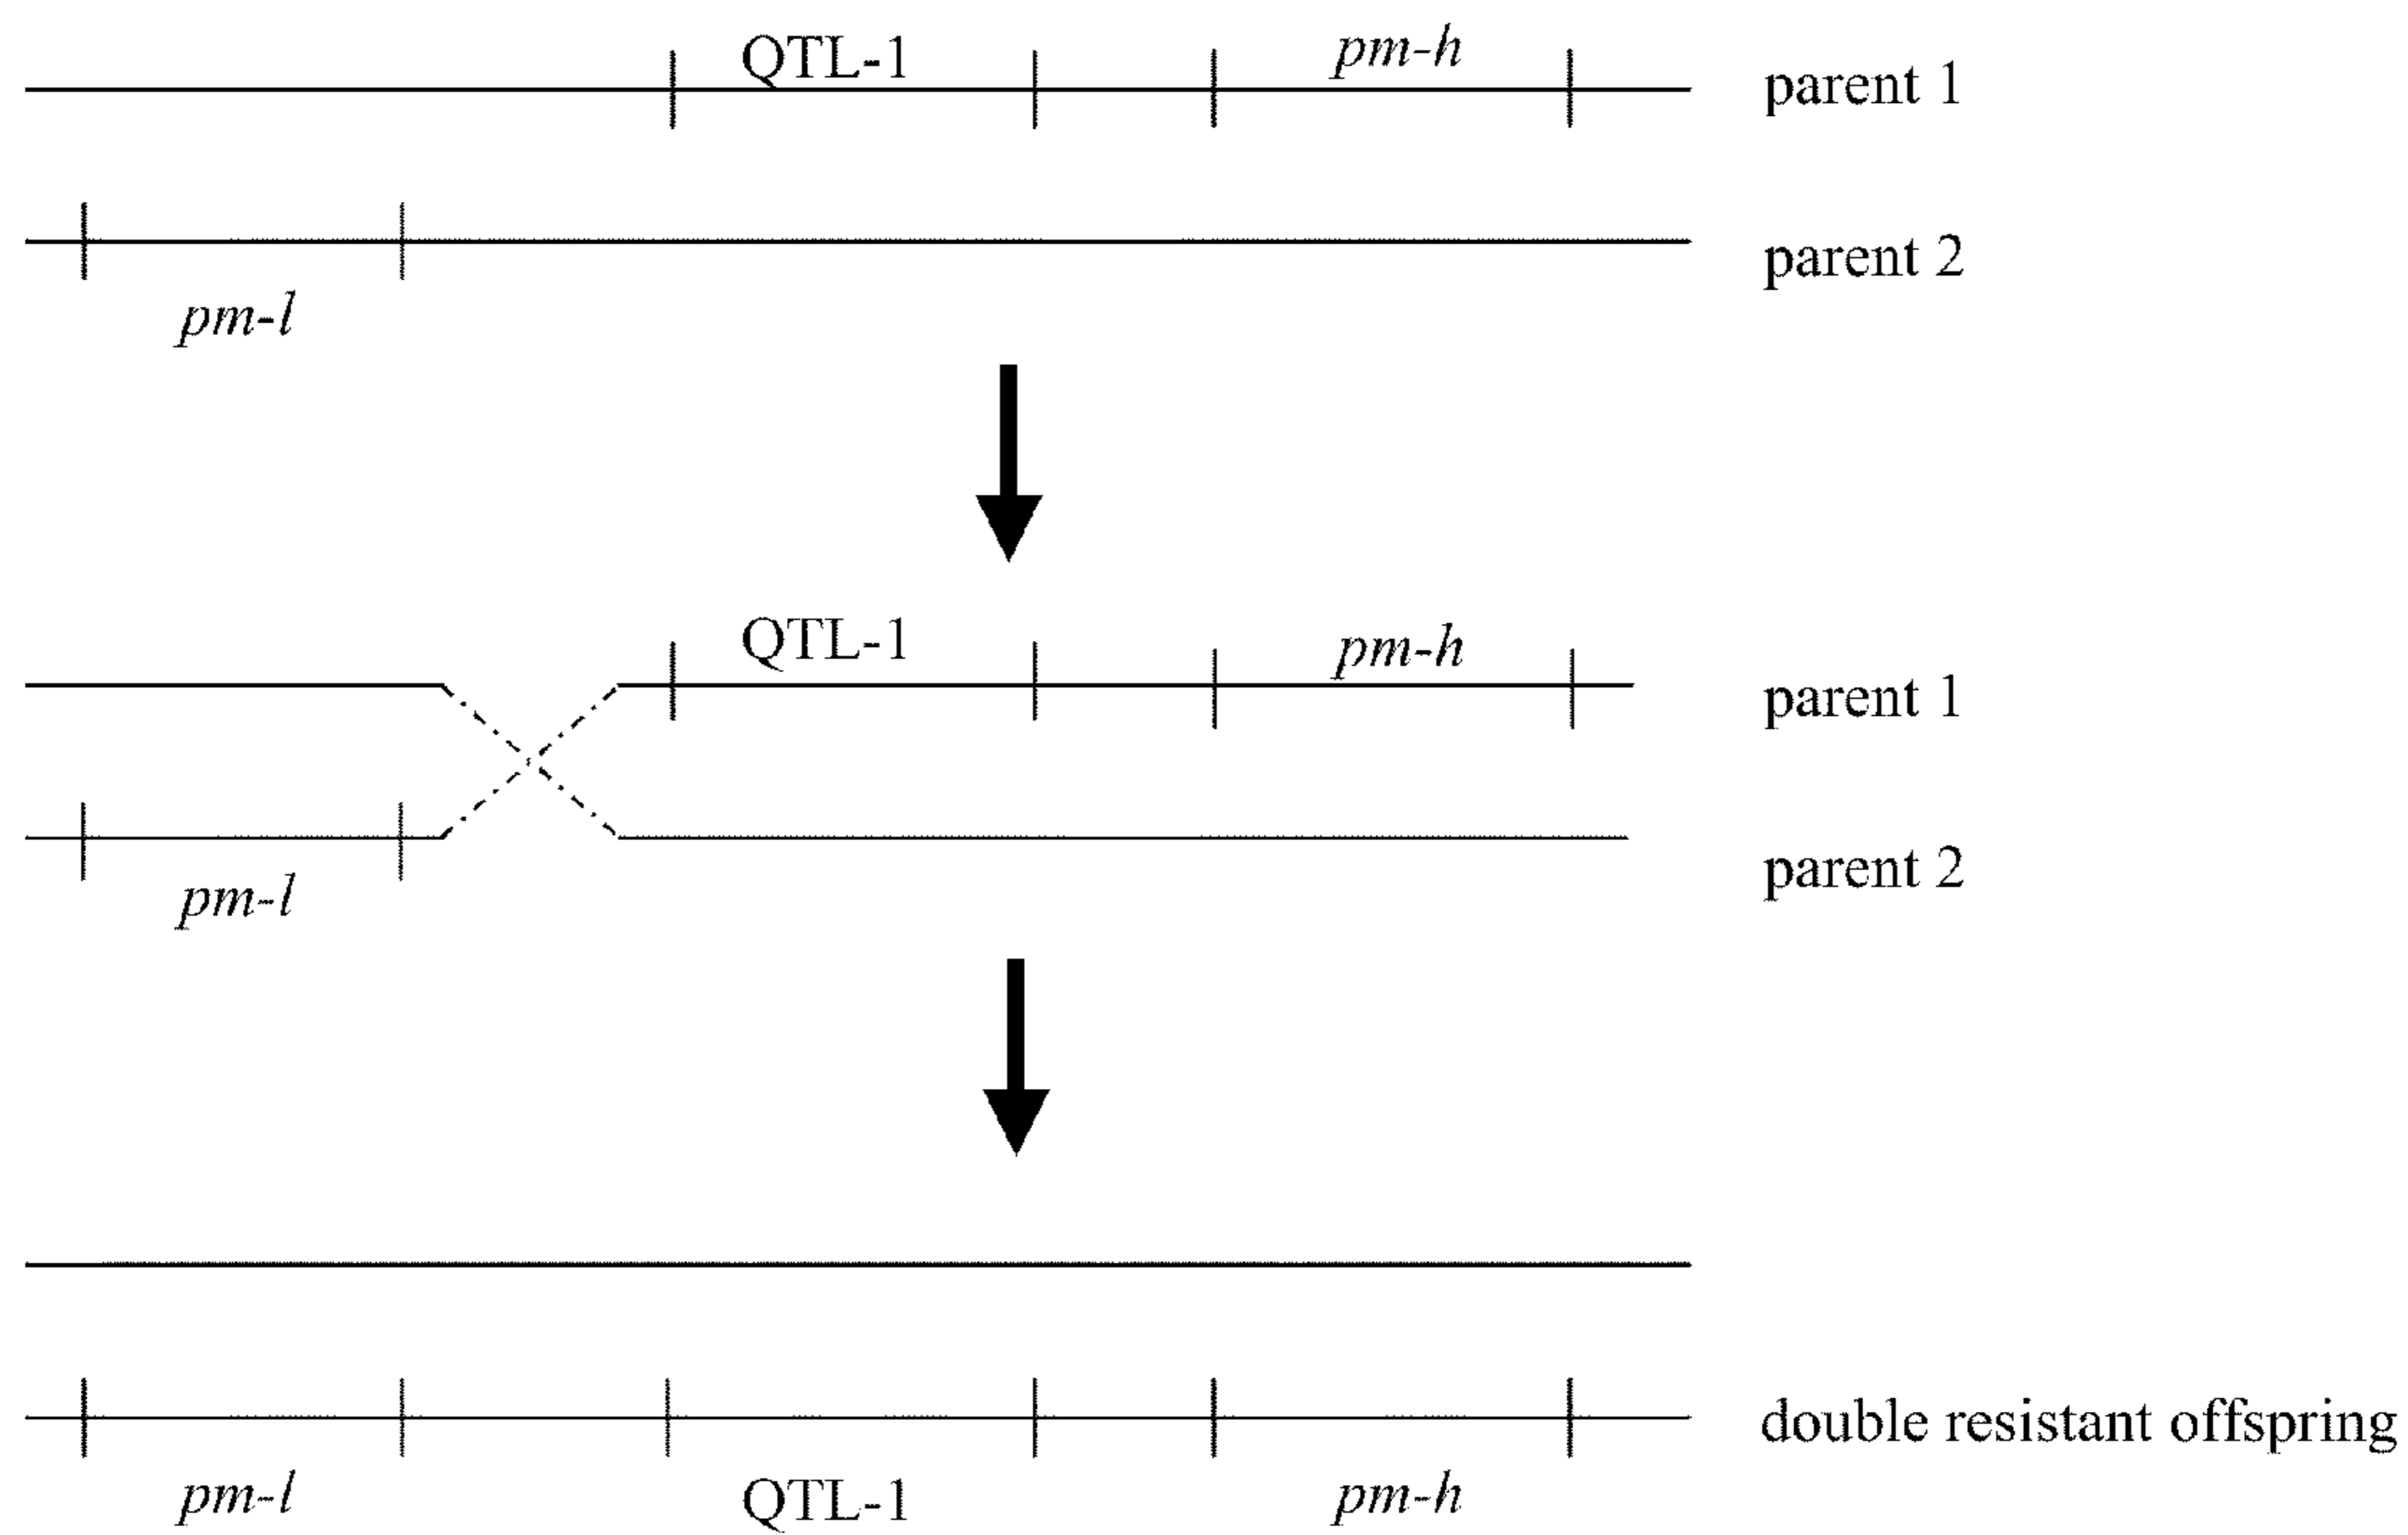 QTL-1 pm-h parent 1
parent 2
pm-l
QTL-1 pm-h
parent 1
parent 2
pm-l
double resistant offspring
pm-l QTL-1 pm-h